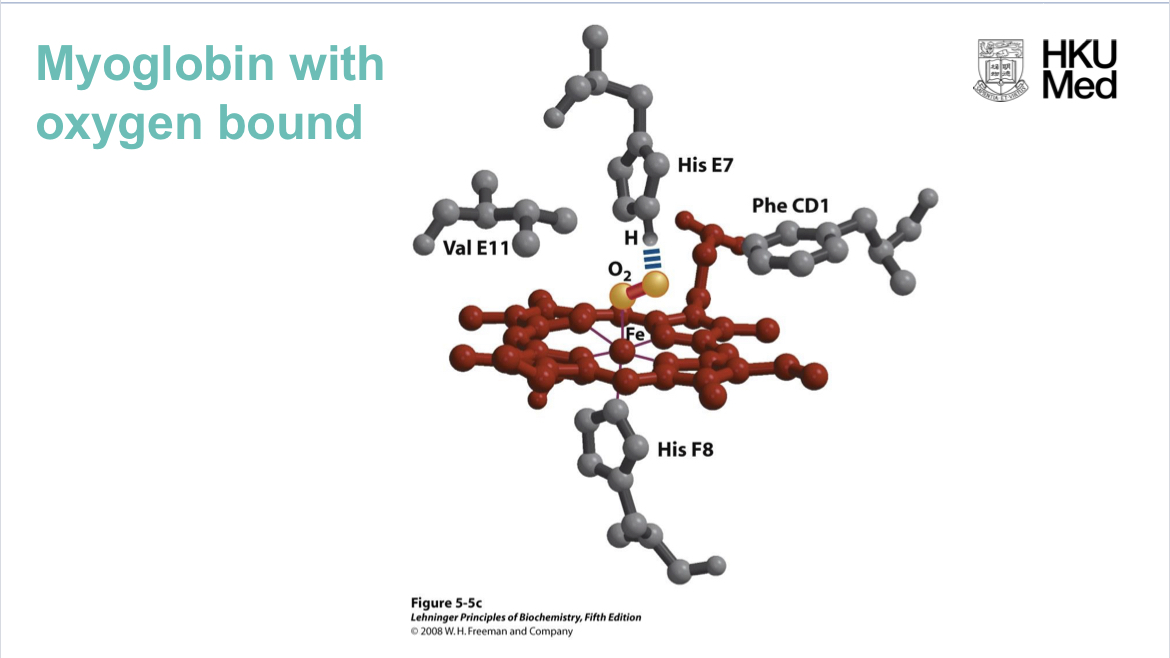 Myoglobin with
oxygen bound
HKU
Med
His E7
Phe CD1
Val E11
H
O₂
Fe
His F8
Figure 5-5c
Lehninger Principles of Biochemistry, Fifth Edition
© 2008 W. H. Freeman and Company